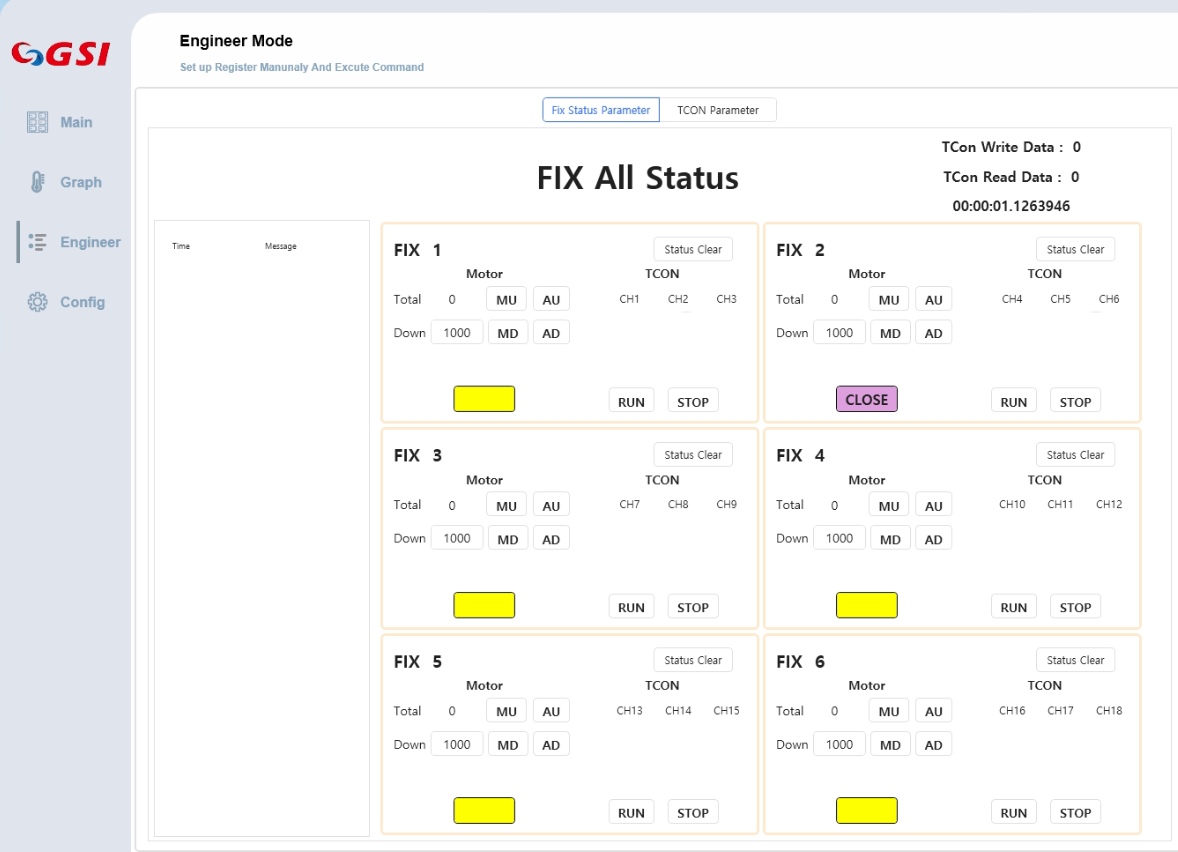 GSI
Engineer Mode
Set up Register Manunaly And Excute Command
Main
Graph
Engineer
Config
Fix Status Parameter TCON Parameter
FIX All Status
TCon Write Data : 0
TCon Read Data : 0
00:00:01.1263946
Time Message
FIX 1 Status Clear
Motor TCON
Total 0 MU AU CH1 CH2 CH3
Down 1000 MD AD
RUN STOP
FIX 2 Status Clear
Motor TCON
Total 0 MU AU CH4 CH5 CH6
Down 1000 MD AD
CLOSE RUN STOP
FIX 3 Status Clear
Motor TCON
Total 0 MU AU CH7 CH8 CH9
Down 1000 MD AD
RUN STOP
FIX 4 Status Clear
Motor TCON
Total 0 MU AU CH10 CH11 CH12
Down 1000 MD AD
RUN STOP
FIX 5 Status Clear
Motor TCON
Total 0 MU AU CH13 CH14 CH15
Down 1000 MD AD
RUN STOP
FIX 6 Status Clear
Motor TCON
Total 0 MU AU CH16 CH17 CH18
Down 1000 MD AD
RUN STOP